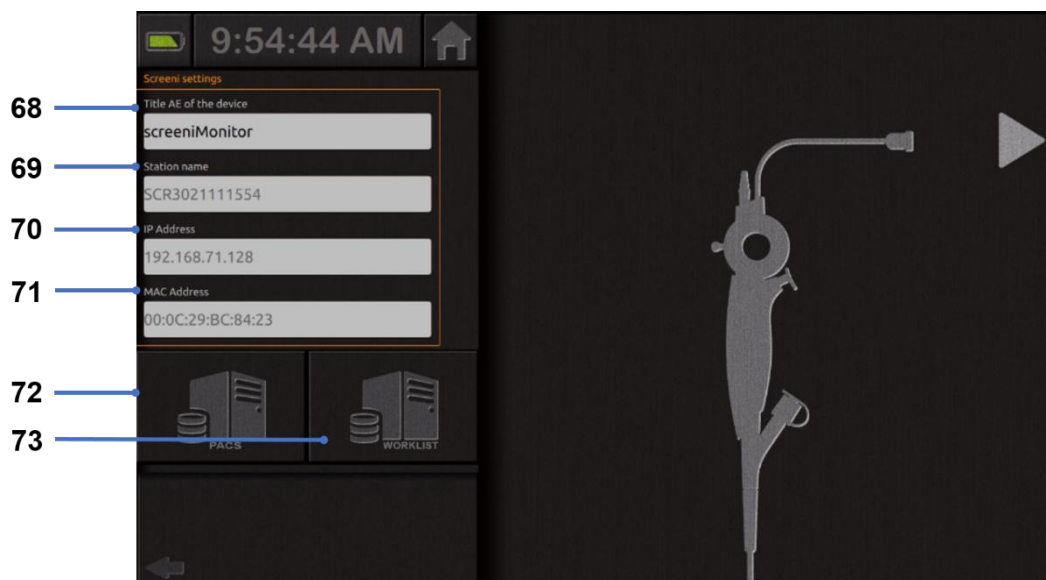 9:54:44 AM
Screeni settings
68
Title AE of the device
screeniMonitor
69
Station name
SCR3021111554
70
IP Address
192.168.71.128
71
MAC Address
00:0C:29:BC:84:23
72
73
PACS
WORKLIST